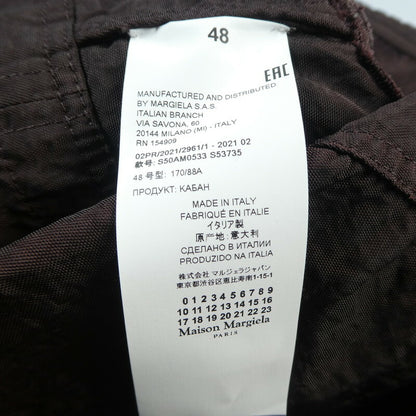 48
EAC
MANUFACTURED AND DISTRIBUTED
BY MARGIELA S.A.S.
ITALIAN BRANCH
VIA SAVONA, 60
20144 MILANO (MI) - ITALY
RN 154909
02PR/2021/2961/1 - 2021 02
款号: S50AM0533 S53735
48 号型: 170/88A
ПРОДУКТ: КАБАН
MADE IN ITALY
FABRIQUÉ EN ITALIE
イタリア製
原产地: 意大利
СДЕЛАНО В ИТАЛИИ
PRODUZIDO NA ITALIA
株式会社 マルジェラジャパン
東京都渋谷区恵比寿南1-15-1
0 1 2 3 4 5 6 7 8 9
10 11 12 13 14 15 16
17 18 19 20 21 22 23
Maison Margiela
PARIS